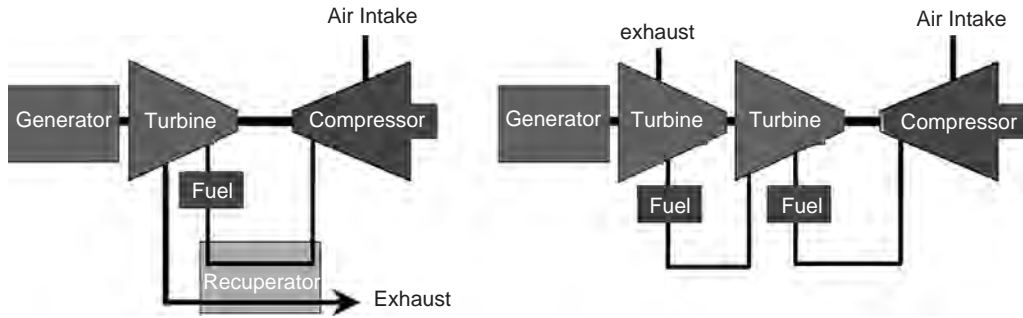 Air Intake
Generator
Turbine
Compressor
Fuel
Recuperator
Exhaust
exhaust
Air Intake
Generator
Turbine
Turbine
Compressor
Fuel
Fuel